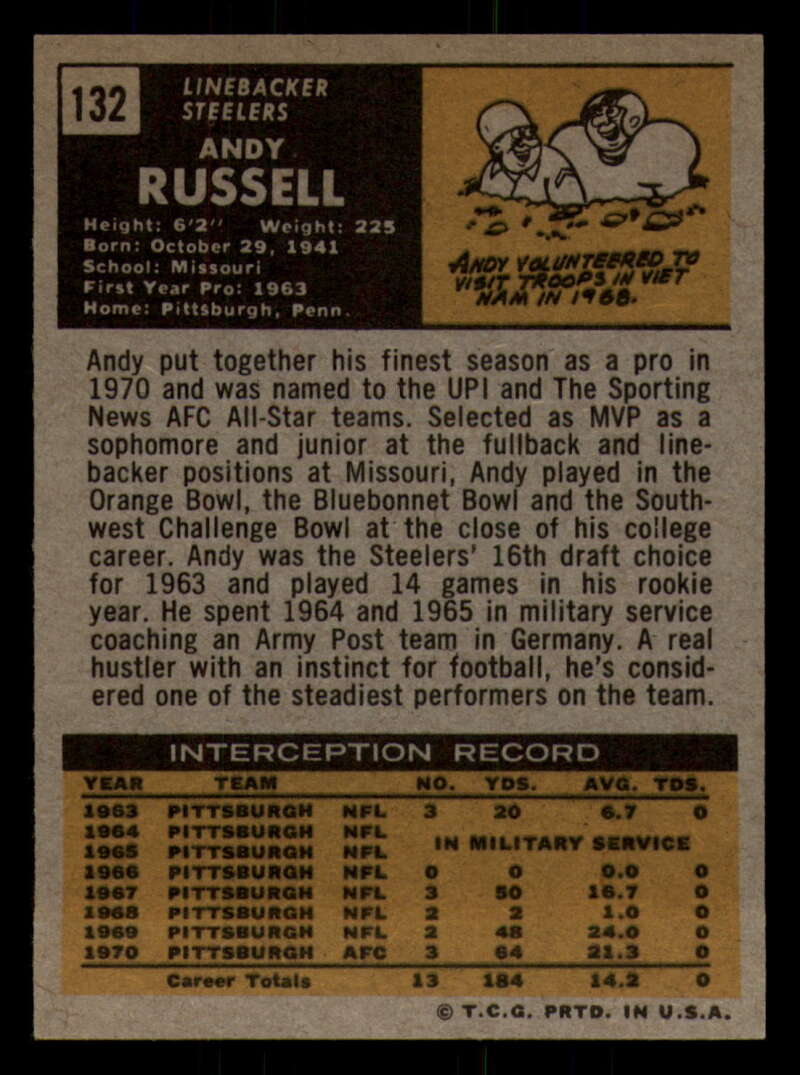 132
LINEBACKER
STEELERS
ANDY
RUSSELL
Height: 6'2" Weight: 225
Born: October 29, 1941
School: Missouri
First Year Pro: 1963
Home: Pittsburgh, Penn.
ANDY VOLUNTEERED TO
VISIT TROOPS IN VIET
NAM IN 1968.
Andy put together his finest season as a pro in
1970 and was named to the UPI and The Sporting
News AFC All-Star teams. Selected as MVP as a
sophomore and junior at the fullback and line-
backer positions at Missouri, Andy played in the
Orange Bowl, the Bluebonnet Bowl and the South-
west Challenge Bowl at the close of his college
career. Andy was the Steelers' 16th draft choice
for 1963 and played 14 games in his rookie
year. He spent 1964 and 1965 in military service
coaching an Army Post team in Germany. A real
hustler with an instinct for football, he's consid-
ered one of the steadiest performers on the team.
INTERCEPTION RECORD
YEAR TEAM NO. YDS. AVG. TDS.
1963 PITTSBURGH NFL 3 20 6.7 0
1964 PITTSBURGH NFL
IN MILITARY SERVICE
1965 PITTSBURGH NFL
1966 PITTSBURGH NFL 0 0 0.0 0
1967 PITTSBURGH NFL 3 50 16.7 0
1968 PITTSBURGH NFL 2 2 1.0 0
1969 PITTSBURGH NFL 2 48 24.0 0
1970 PITTSBURGH AFC 3 64 21.3 0
Career Totals 13 184 14.2 0
© T.C.G. PRTD. IN U.S.A.